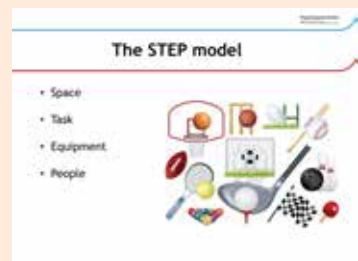 The STEP model
• Space
• Task
• Equipment
• People